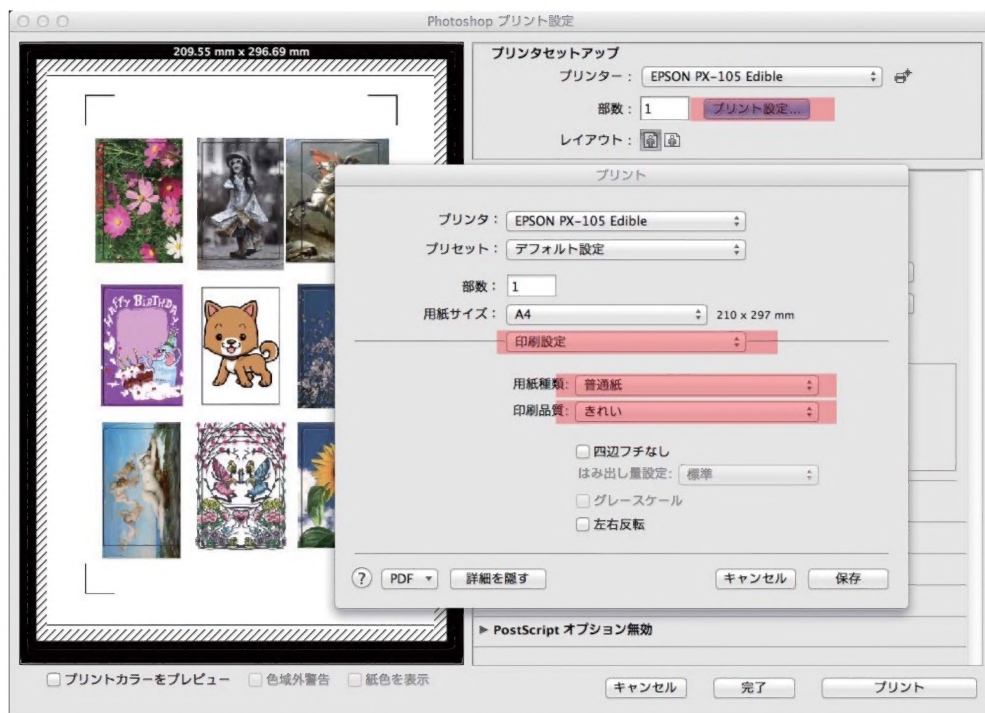 Photoshop プリント設定
209.55 mm x 296.69 mm
プリンタセットアップ
プリンター： EPSON PX-105 Edible
部数： 1 プリント設定...
レイアウト：
プリント
プリンタ： EPSON PX-105 Edible
プリセット： デフォルト設定
部数： 1
用紙サイズ： A4 210 x 297 mm
印刷設定
用紙種類: 普通紙
印刷品質: きれい
四辺フチなし
はみ出し量設定: 標準
グレースケール
左右反転
? PDF 詳細を隠す キャンセル 保存
HAPPY BIRTHDAY
PostScript オプション無効
プリントカラーをプレビュー 色域外警告 紙色を表示
キャンセル 完了 プリント